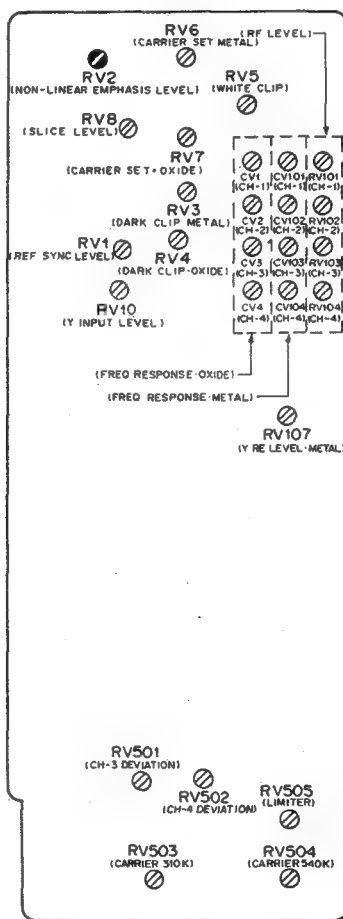 RV6
(CARRIER SET METAL)
(RF LEVEL)
RV2
(NON-LINEAR EMPHASIS LEVEL)
RV5
(WHITE CLIP)
RV8
(SLICE LEVEL)
RV7
(CARRIER SET·OXIDE)
CV1 CV101 RV101
(CH-1) (CH-1) (CH-1)
RV3
(DARK CLIP METAL)
CV2 CV102 RV102
(CH-2) (CH-2) (CH-2)
RV1
(REF SYNC LEVEL)
RV4
(DARK CLIP·OXIDE)
CV3 CV103 RV103
(CH-3) (CH-3) (CH-3)
RV10
(Y INPUT LEVEL)
CV4 CV104 RV104
(CH-4) (CH-4) (CH-4)
(FREQ RESPONSE·OXIDE)
(FREQ RESPONSE·METAL)
RV107
(Y RE LEVEL·METAL)
RV501
(CH-3 DEVIATION)
RV502
(CH-4 DEVIATION)
RV505
(LIMITER)
RV503
(CARRIER 310K)
RV504
(CARRIER 540K)